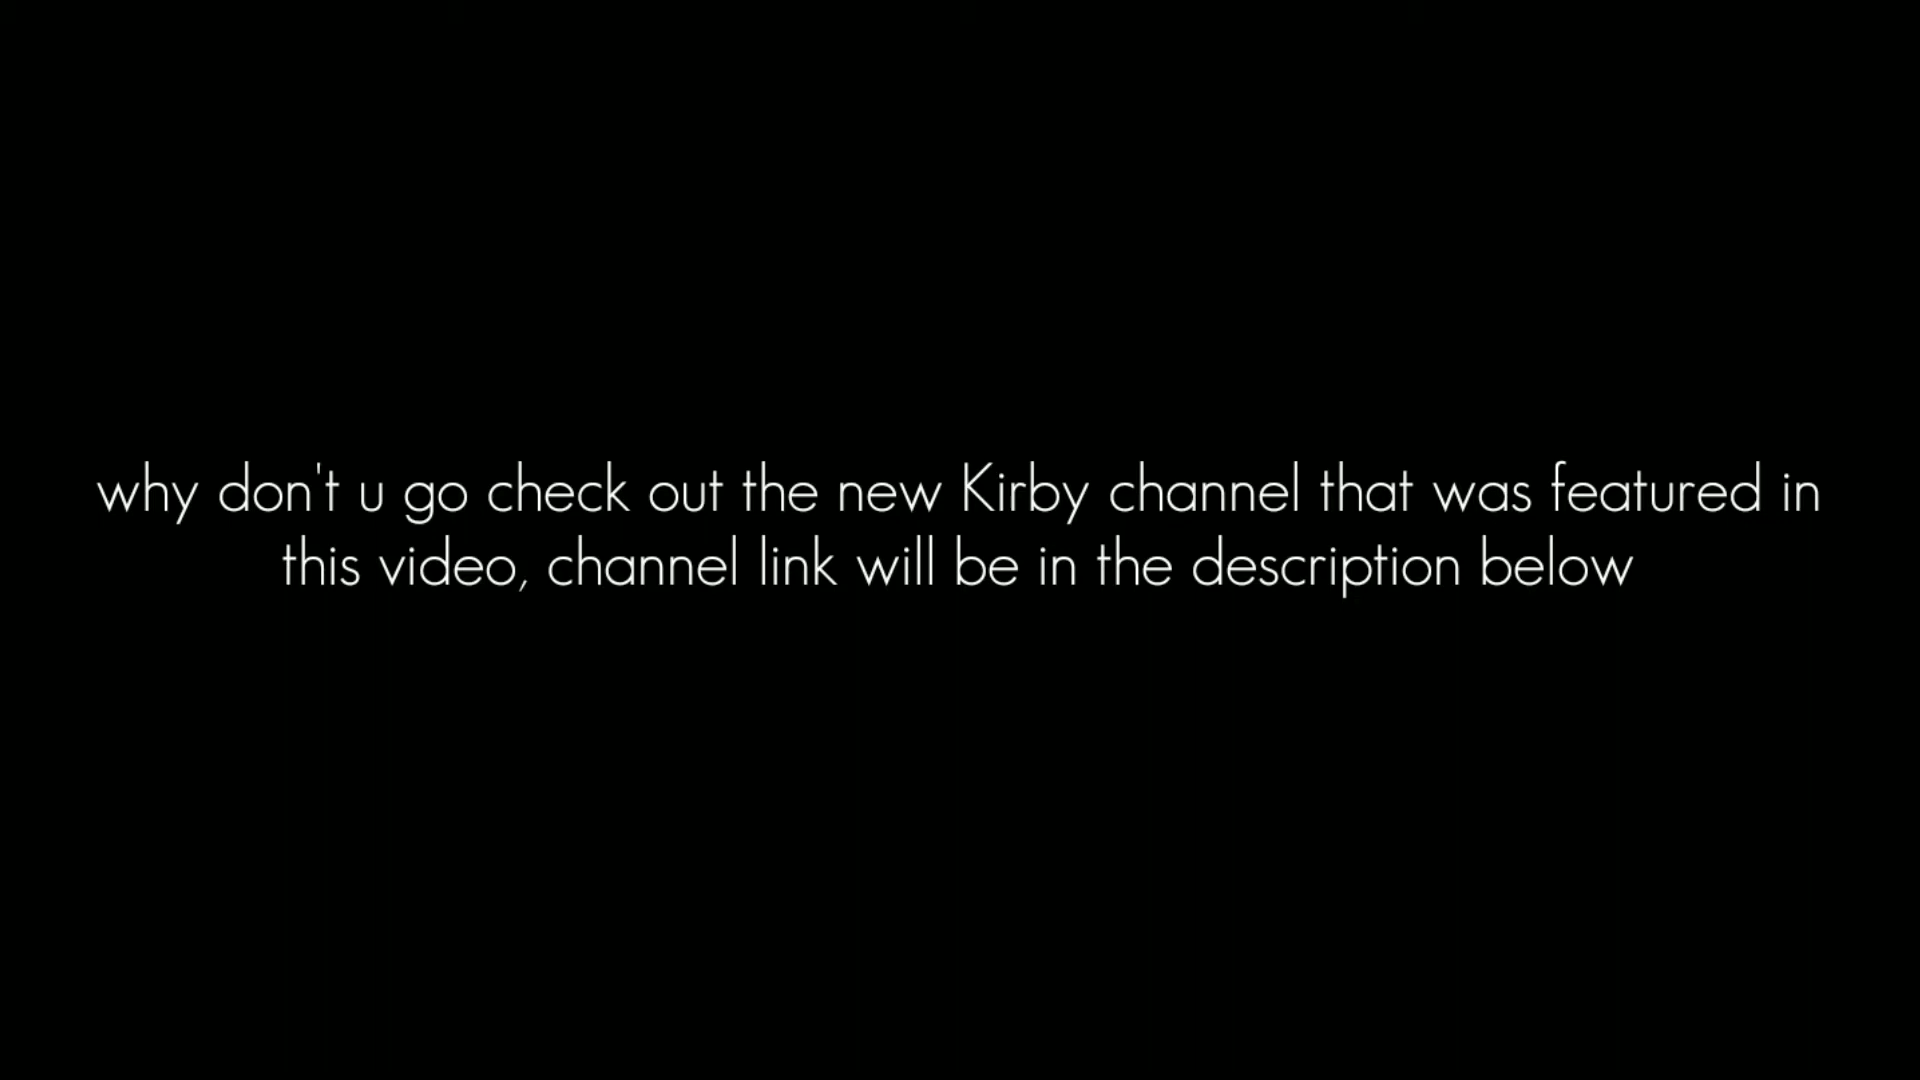 why don't u go check out the new Kirby channel that was featured in
this video, channel link will be in the description below